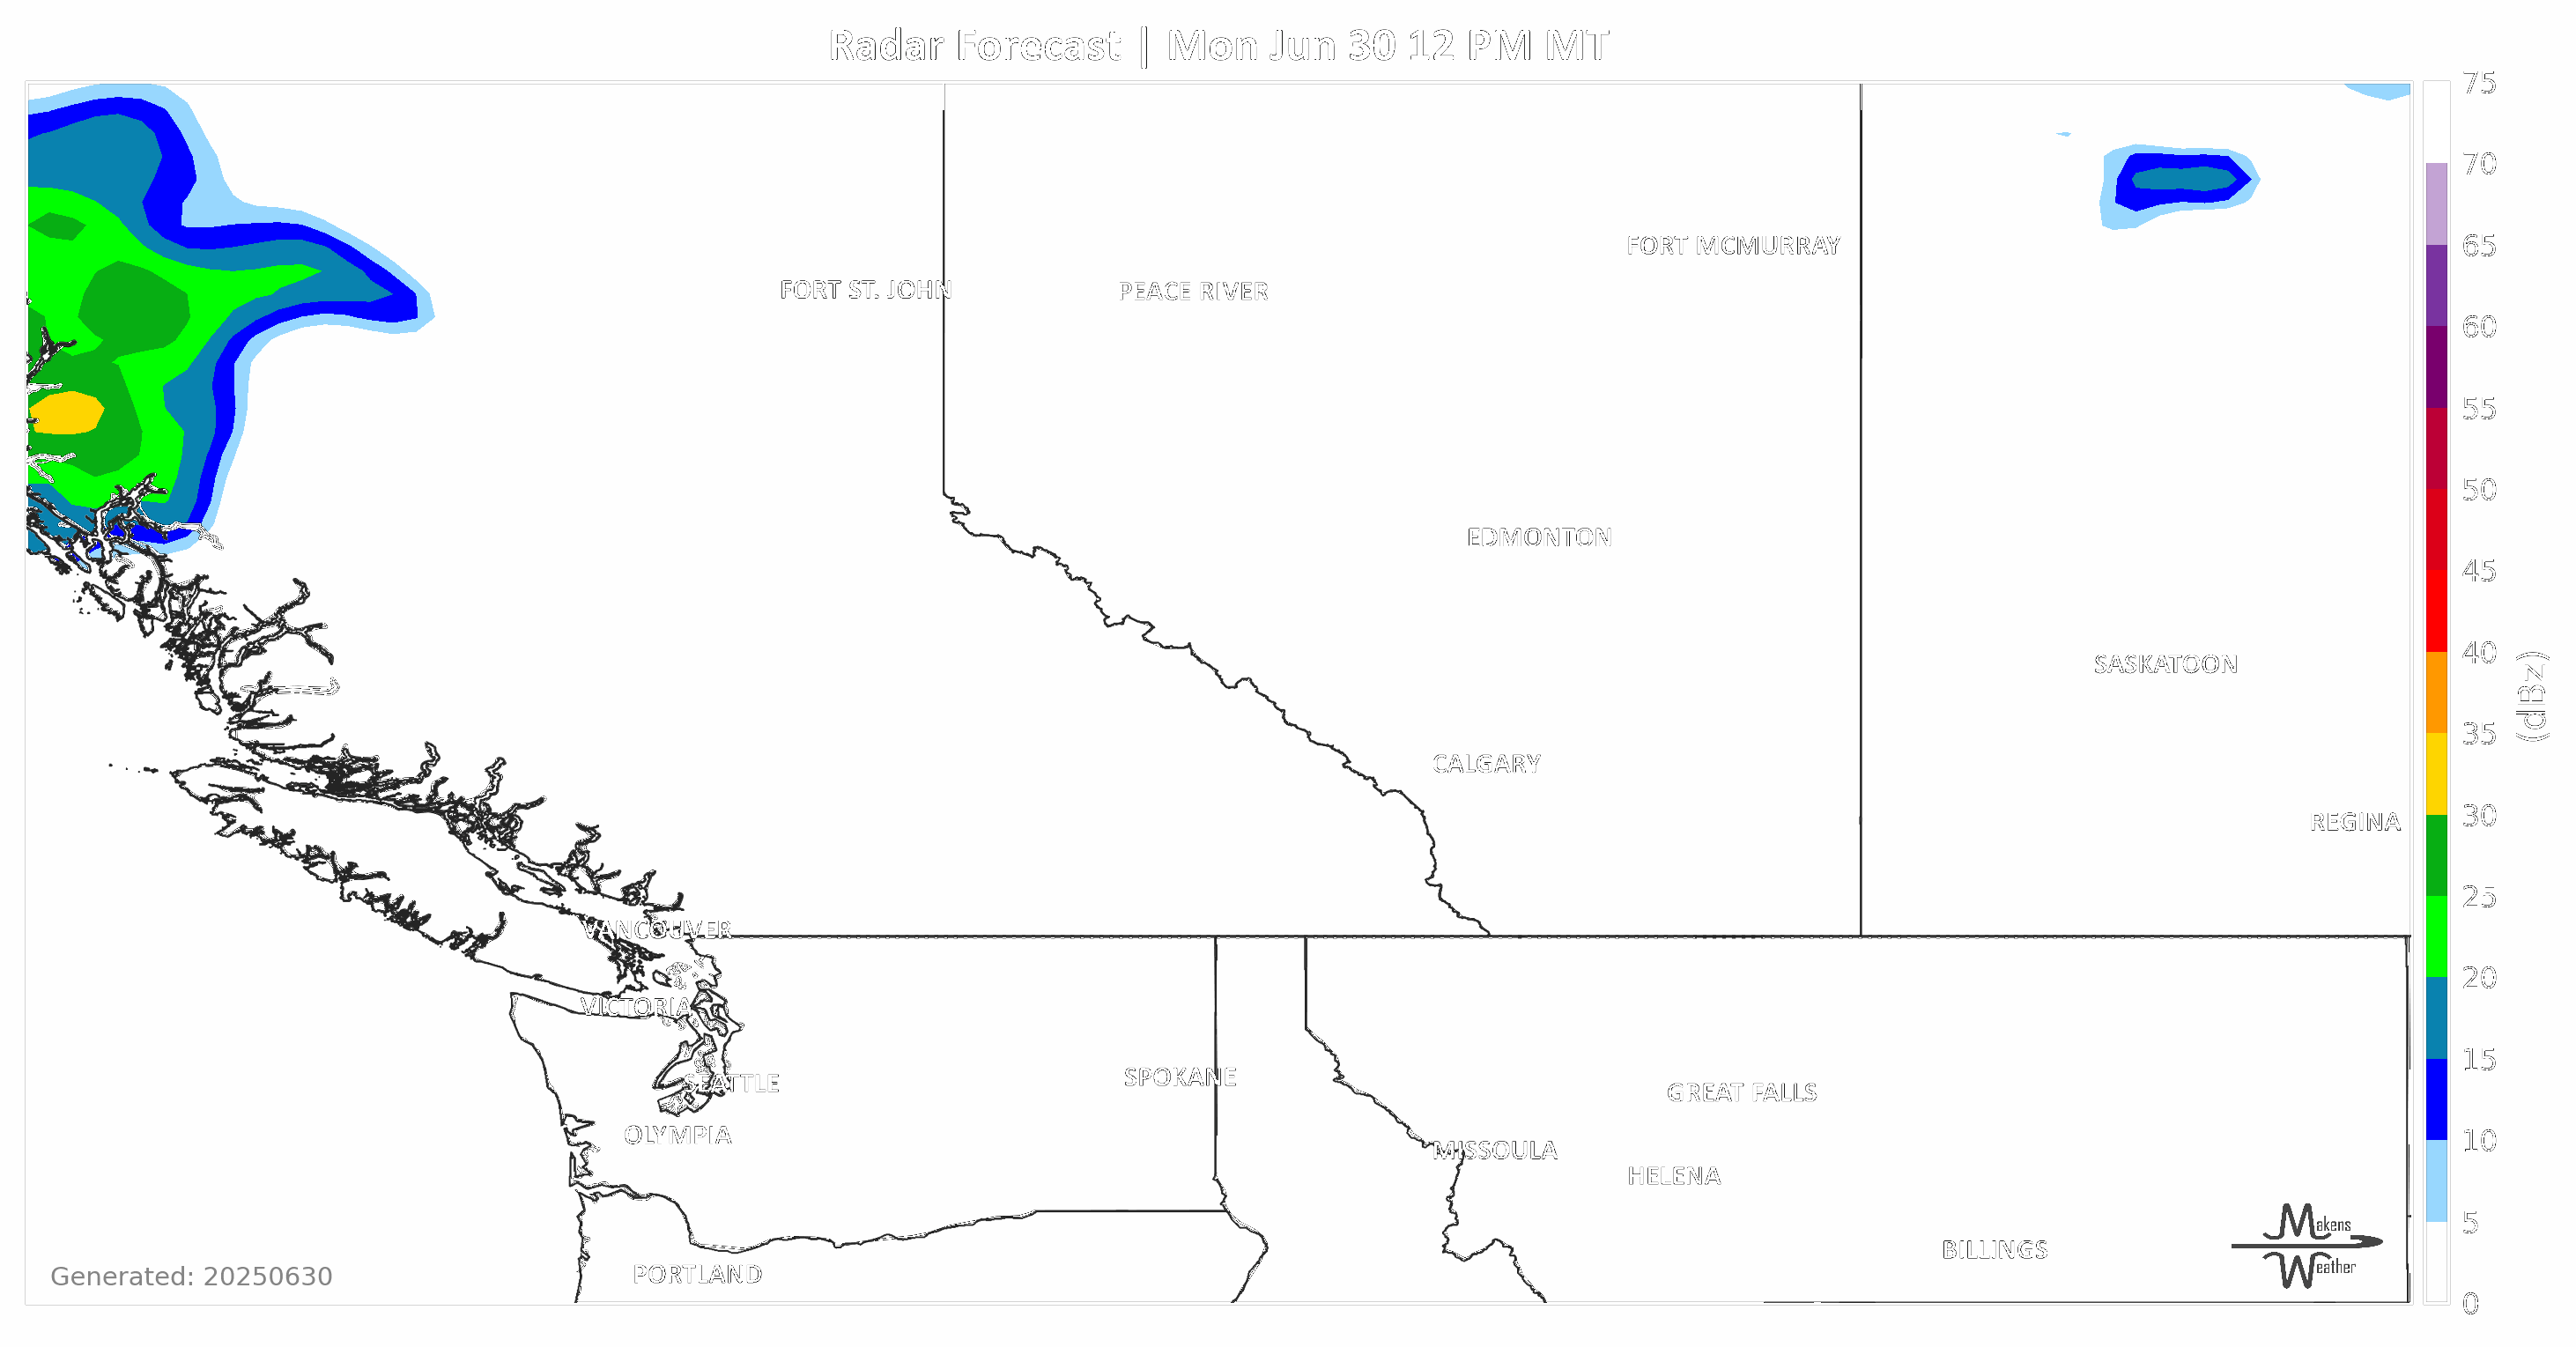 Radar Forecast | Mon Jun 30 12 PM MT
75
70
65
60
55
50
45
40
35
30
25
20
15
10
5
0
(dBz)
FORT MCMURRAY
FORT ST. JOHN
PEACE RIVER
EDMONTON
SASKATOON
CALGARY
REGINA
VANCOUVER
VICTORIA
SEATTLE
SPOKANE
GREAT FALLS
OLYMPIA
MISSOULA
HELENA
BILLINGS
PORTLAND
Makens
Weather
Generated: 20250630